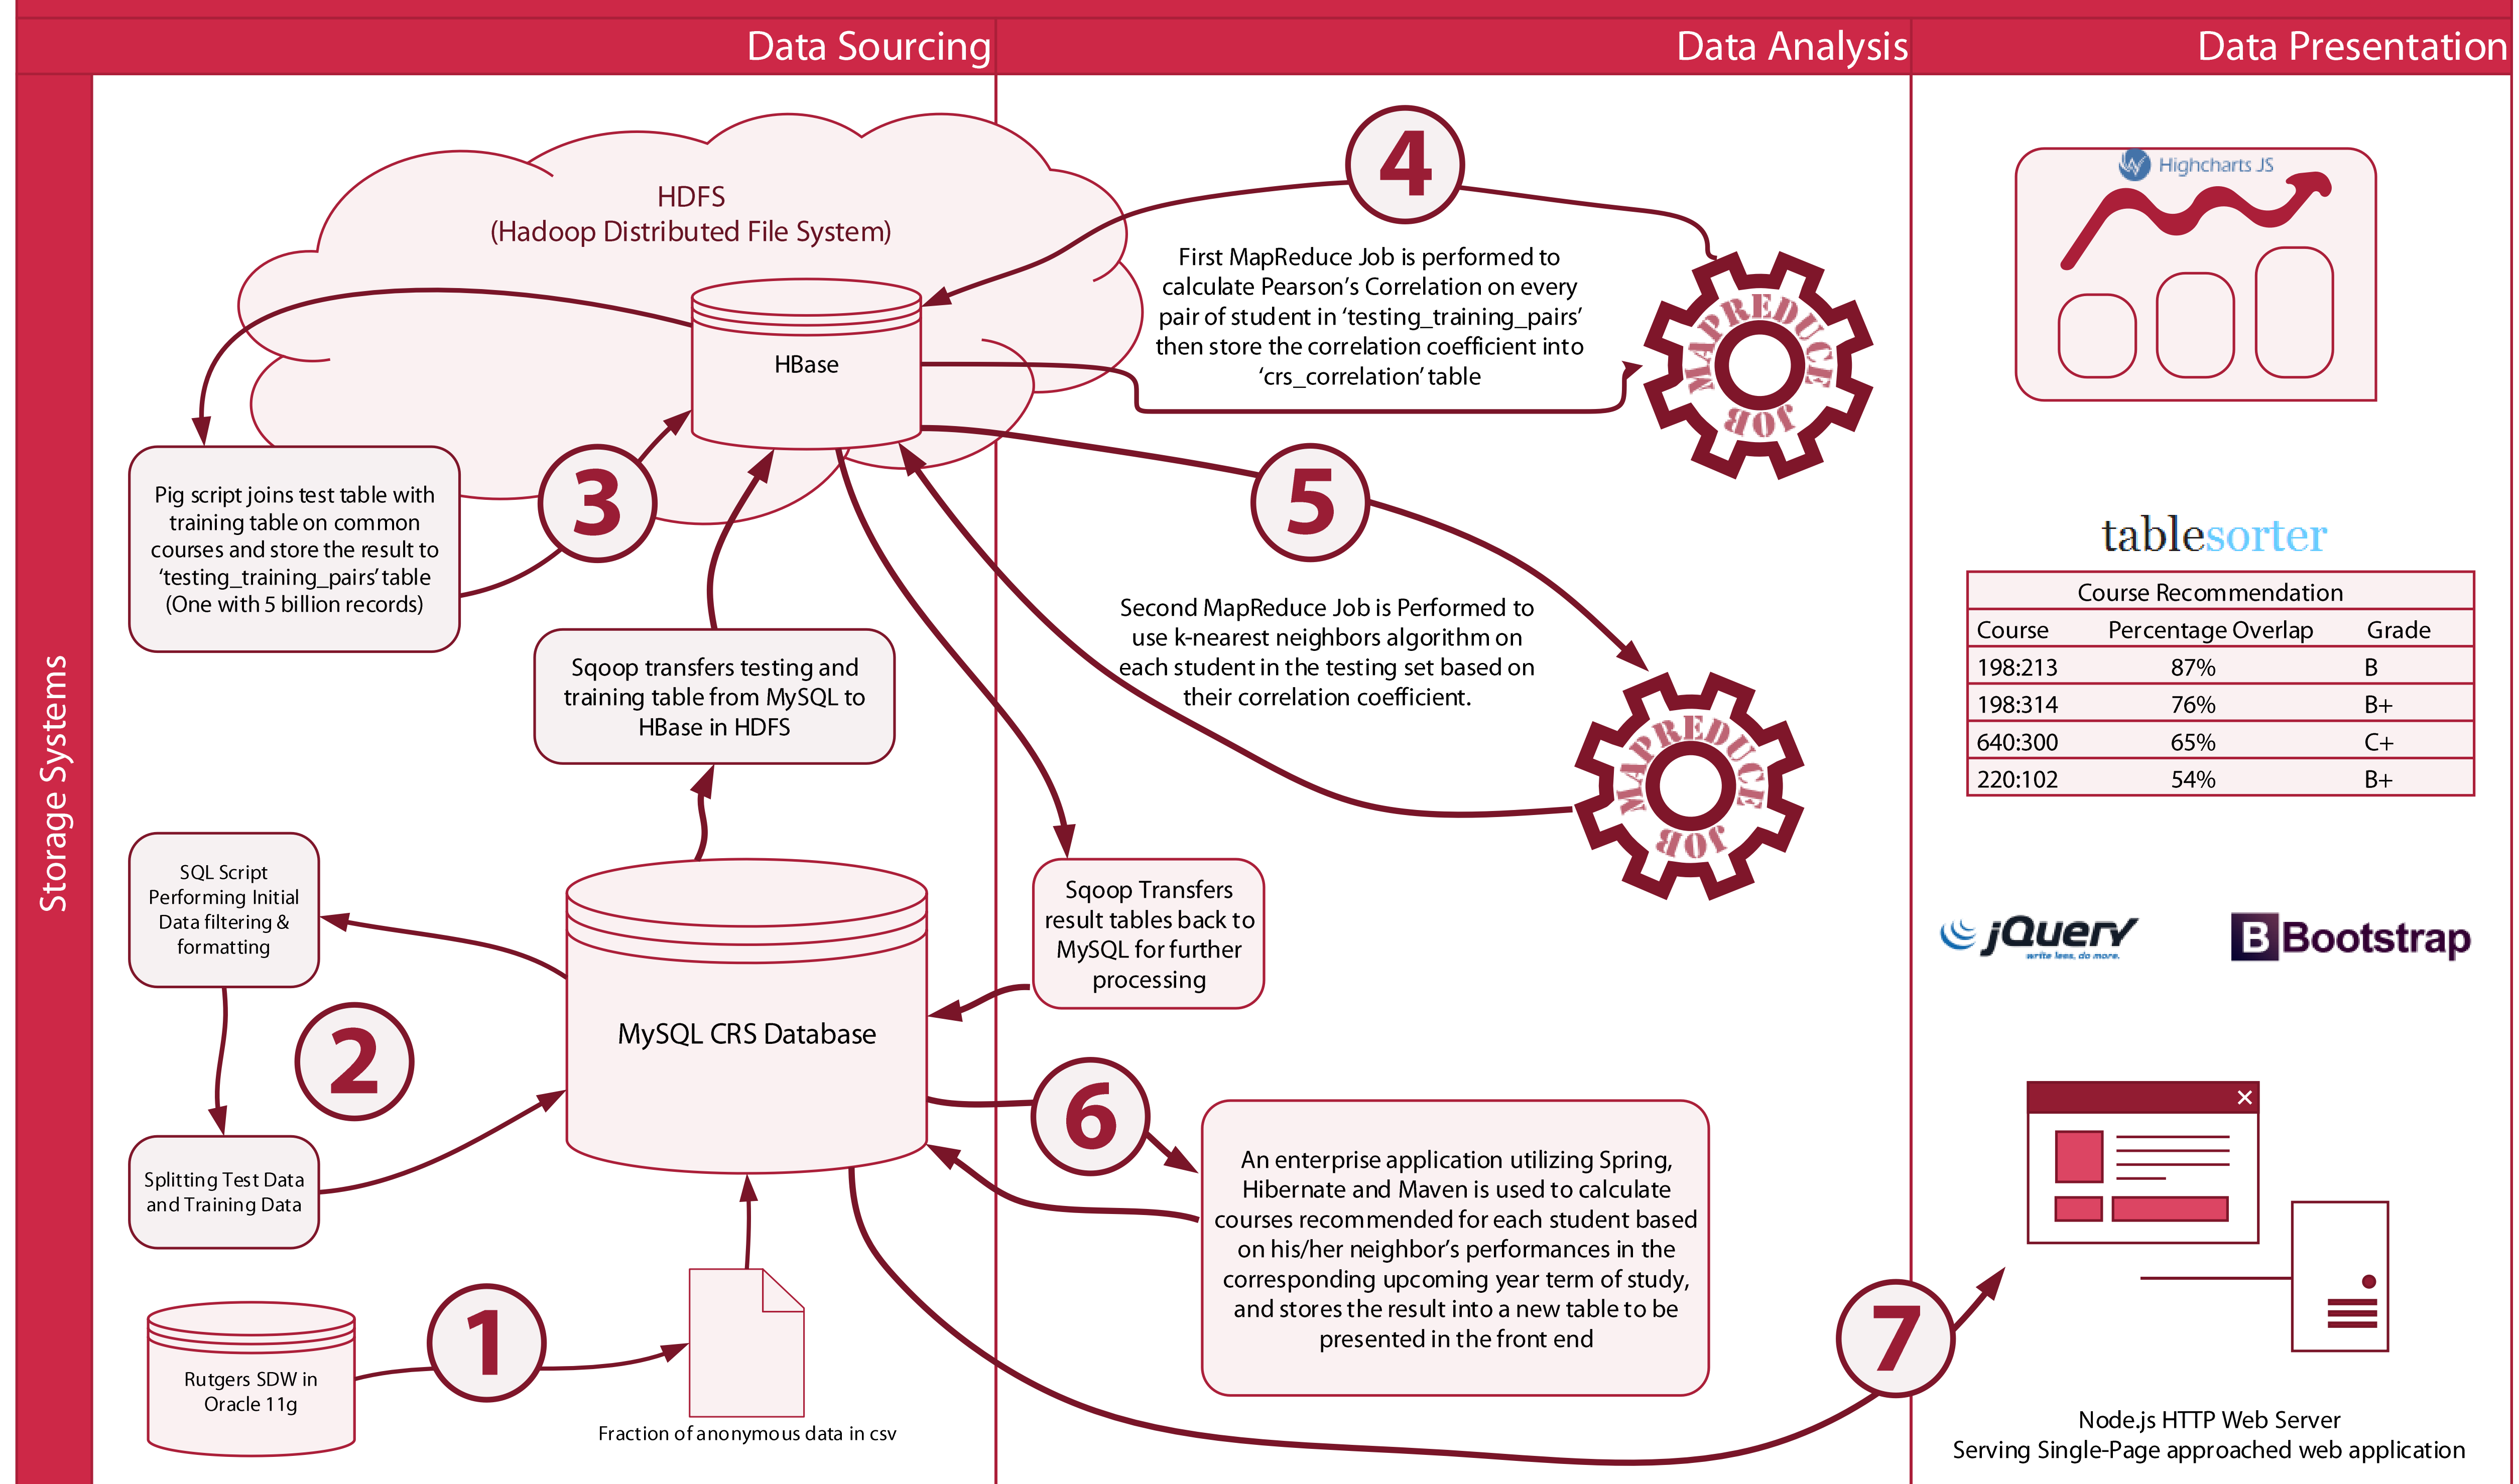 Data Sourcing
Data Analysis
Data Presentation
Storage Systems
HDFS
(Hadoop Distributed File System)
HBase
3
Pig script joins test table with
training table on common
courses and store the result to
‘testing_training_pairs’ table
(One with 5 billion records)
Sqoop transfers testing and
training table from MySQL to
HBase in HDFS
SQL Script
Performing Initial
Data filtering &
formatting
2
Splitting Test Data
and Training Data
MySQL CRS Database
Rutgers SDW in
Oracle 11g
1
Fraction of anonymous data in csv
4
First MapReduce Job is performed to
calculate Pearson’s Correlation on every
pair of student in ‘testing_training_pairs’
then store the correlation coefficient into
‘crs_correlation’ table
MAPREDUCE
JOB
5
Second MapReduce Job is Performed to
use k-nearest neighbors algorithm on
each student in the testing set based on
their correlation coefficient.
MAPREDUCE
JOB
Sqoop Transfers
result tables back to
MySQL for further
processing
6
An enterprise application utilizing Spring,
Hibernate and Maven is used to calculate
courses recommended for each student based
on his/her neighbor’s performances in the
corresponding upcoming year term of study,
and stores the result into a new table to be
presented in the front end
7
Highcharts JS
tablesorter
Course Recommendation
Course Percentage Overlap Grade
198:213 87% B
198:314 76% B+
640:300 65% C+
220:102 54% B+
jQuery
write less, do more.
B Bootstrap
Node.js HTTP Web Server
Serving Single-Page approached web application